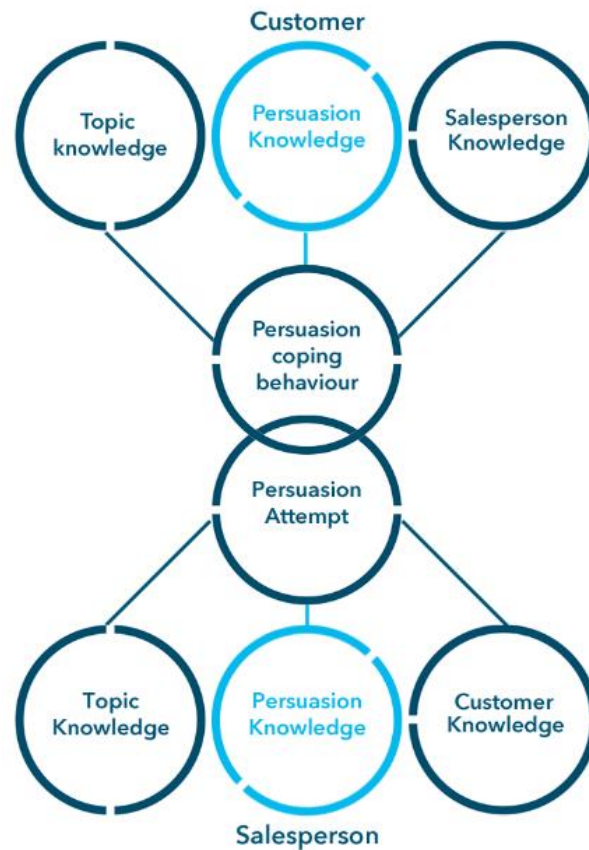 Customer
Topic
knowledge
Persuasion
Knowledge
Salesperson
Knowledge
Persuasion
coping
behaviour
Persuasion
Attempt
Topic
Knowledge
Persuasion
Knowledge
Customer
Knowledge
Salesperson